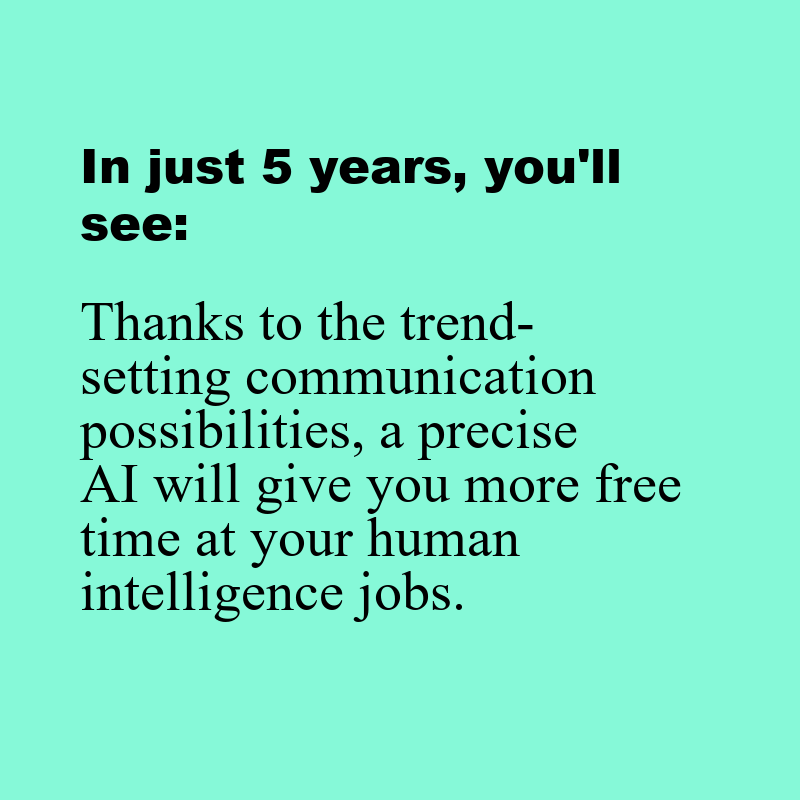 In just 5 years, you'll
see:
Thanks to the trend-
setting communication
possibilities, a precise
AI will give you more free
time at your human
intelligence jobs.